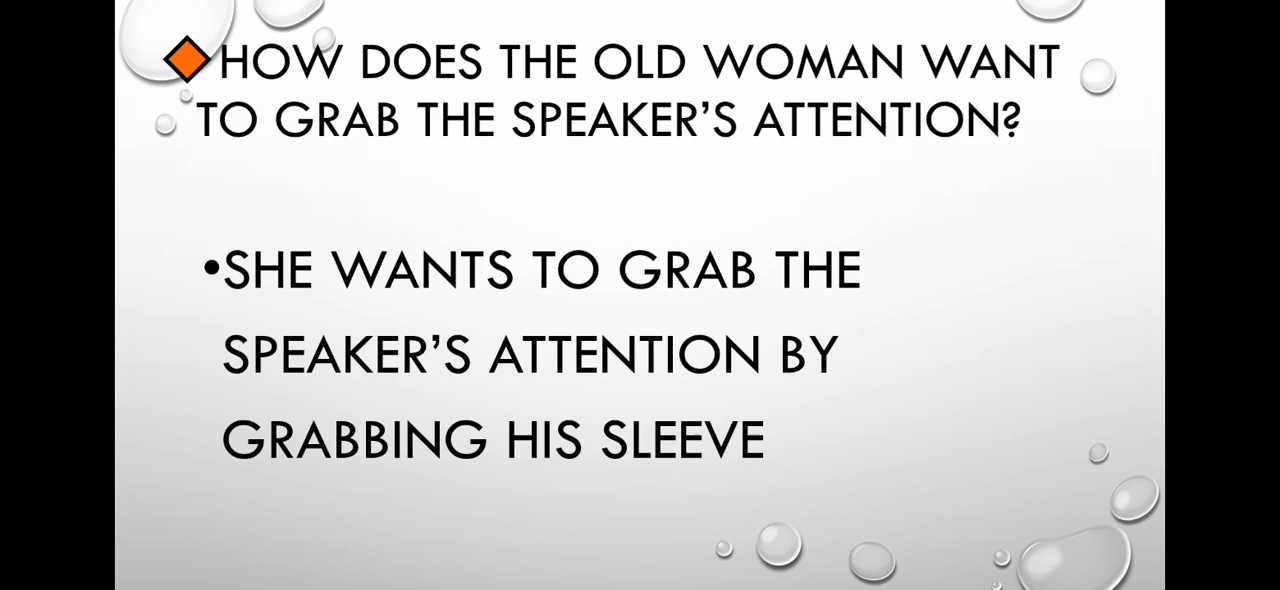 HOW DOES THE OLD WOMAN WANT
TO GRAB THE SPEAKER’S ATTENTION?
•SHE WANTS TO GRAB THE
SPEAKER’S ATTENTION BY
GRABBING HIS SLEEVE